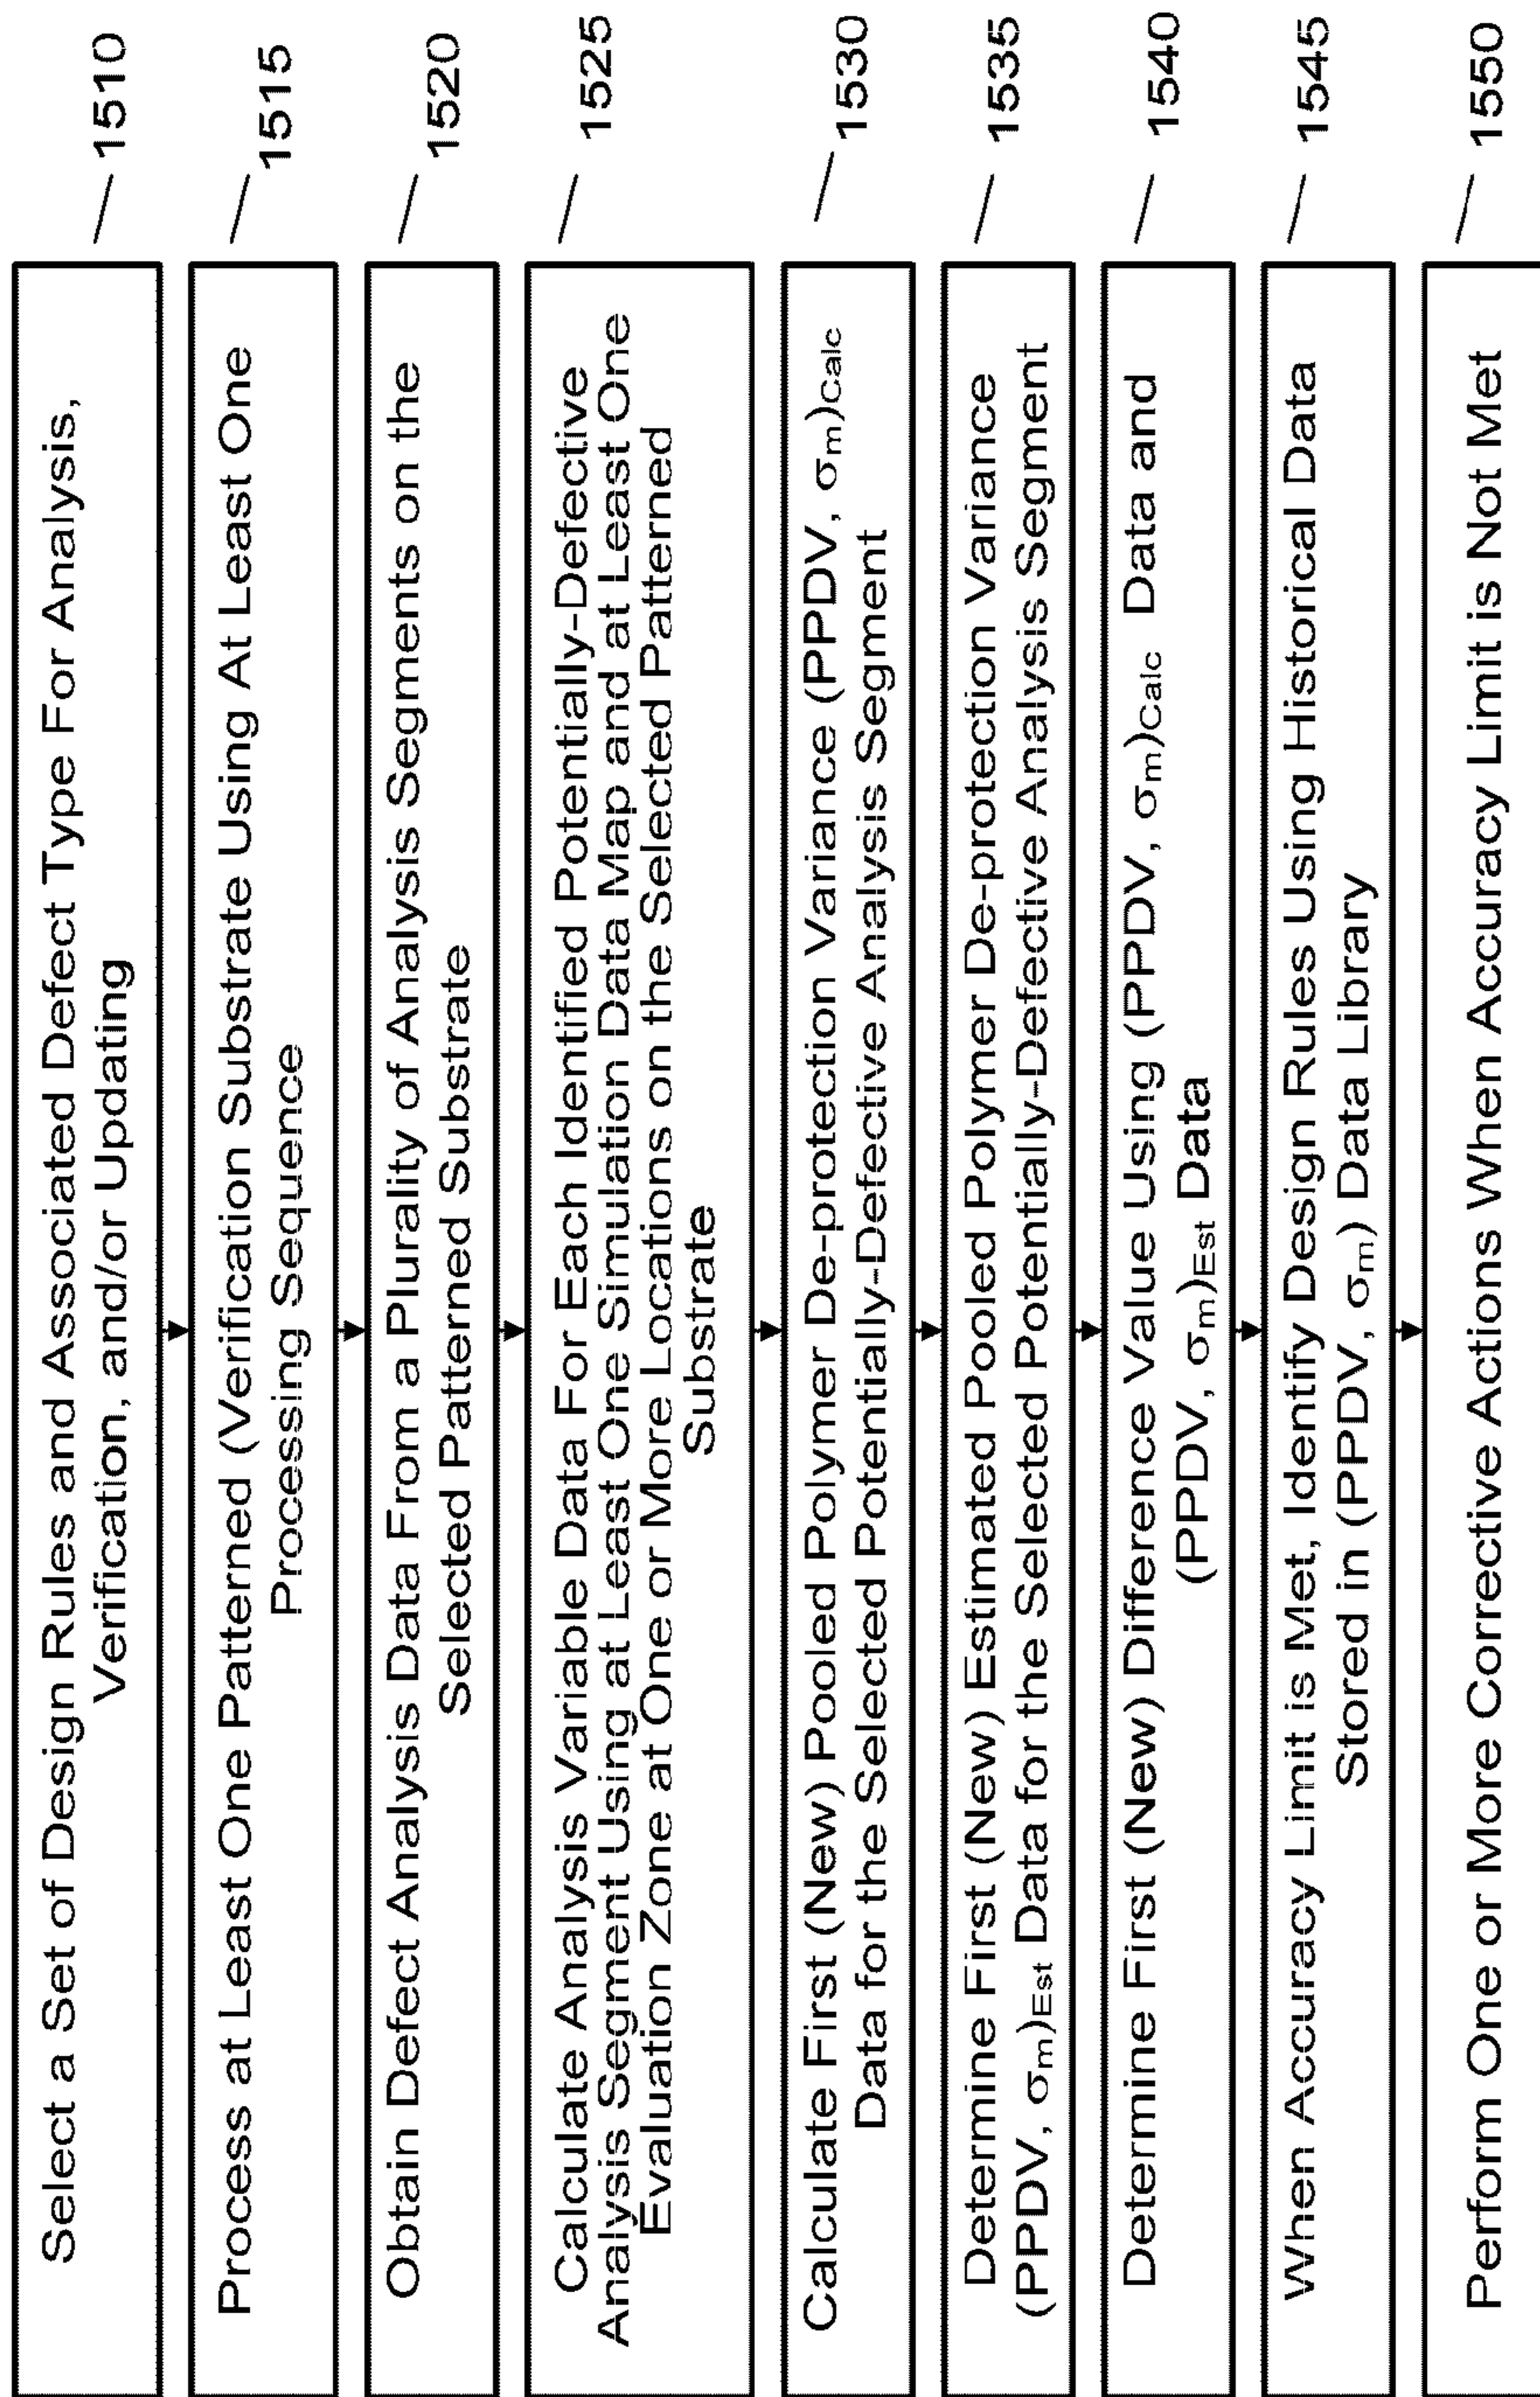 Select a Set of Design Rules and Associated Defect Type For Analysis,
Verification, and/or Updating
1510
Process at Least One Patterned (Verification Substrate Using At Least One
Processing Sequence
1515
Obtain Defect Analysis Data From a Plurality of Analysis Segments on the
Selected Patterned Substrate
1520
Calculate Analysis Variable Data For Each Identified Potentially-Defective
Analysis Segment Using at Least One Simulation Data Map and at Least One
Evaluation Zone at One or More Locations on the Selected Patterned
Substrate
1525
Calculate First (New) Pooled Polymer De-protection Variance (PPDV, σm)Calc
Data for the Selected Potentially-Defective Analysis Segment
1530
Determine First (New) Estimated Pooled Polymer De-protection Variance
(PPDV, σm)Est Data for the Selected Potentially-Defective Analysis Segment
1535
Determine First (New) Difference Value Using (PPDV, σm)Calc Data and
(PPDV, σm)Est Data
1540
When Accuracy Limit is Met, Identify Design Rules Using Historical Data
Stored in (PPDV, σm) Data Library
1545
Perform One or More Corrective Actions When Accuracy Limit is Not Met
1550